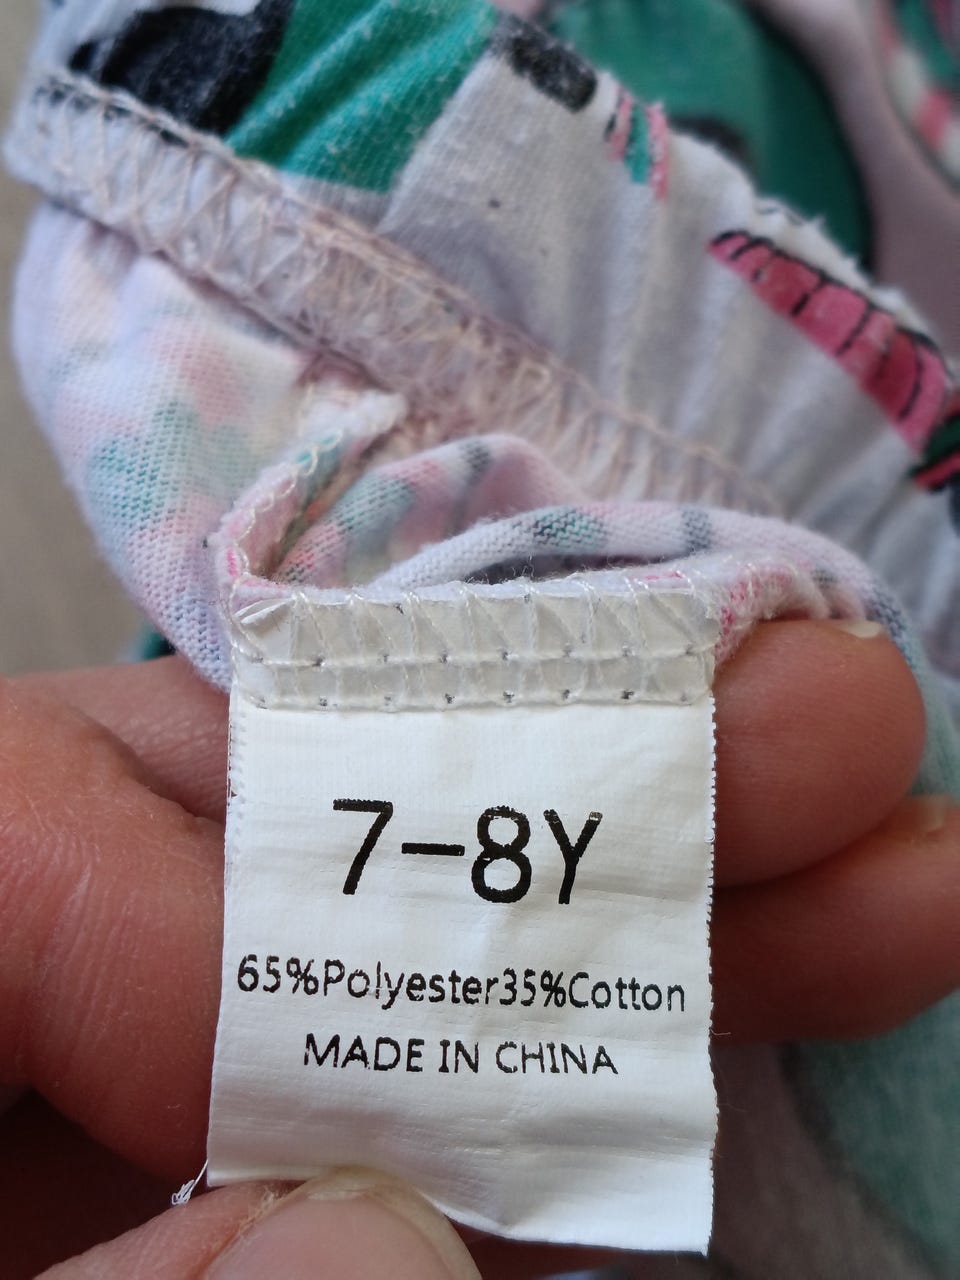 7-8Y
65%Polyester35%Cotton
MADE IN CHINA